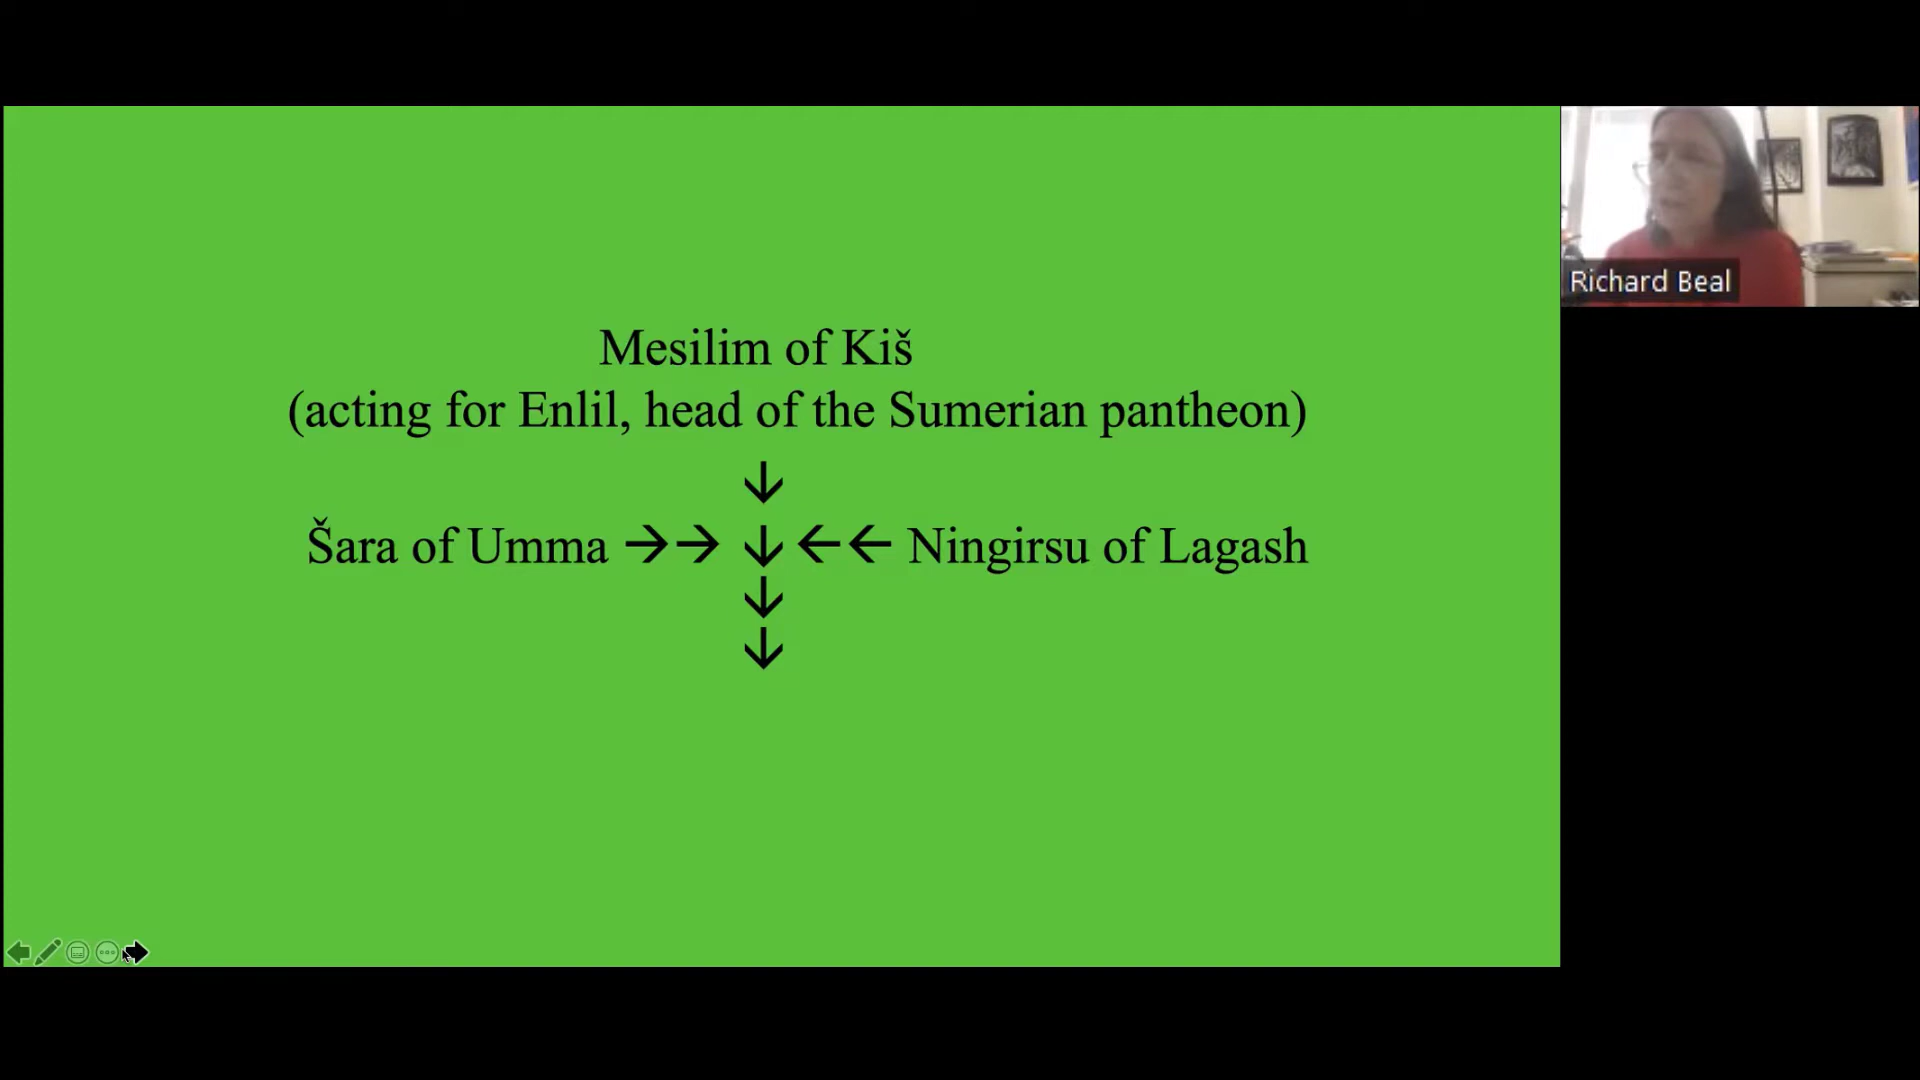 Mesilim of Kiš
(acting for Enlil, head of the Sumerian pantheon)
↓
Šara of Umma →→ ↓ ←← Ningirsu of Lagash
↓
↓
Richard Beal